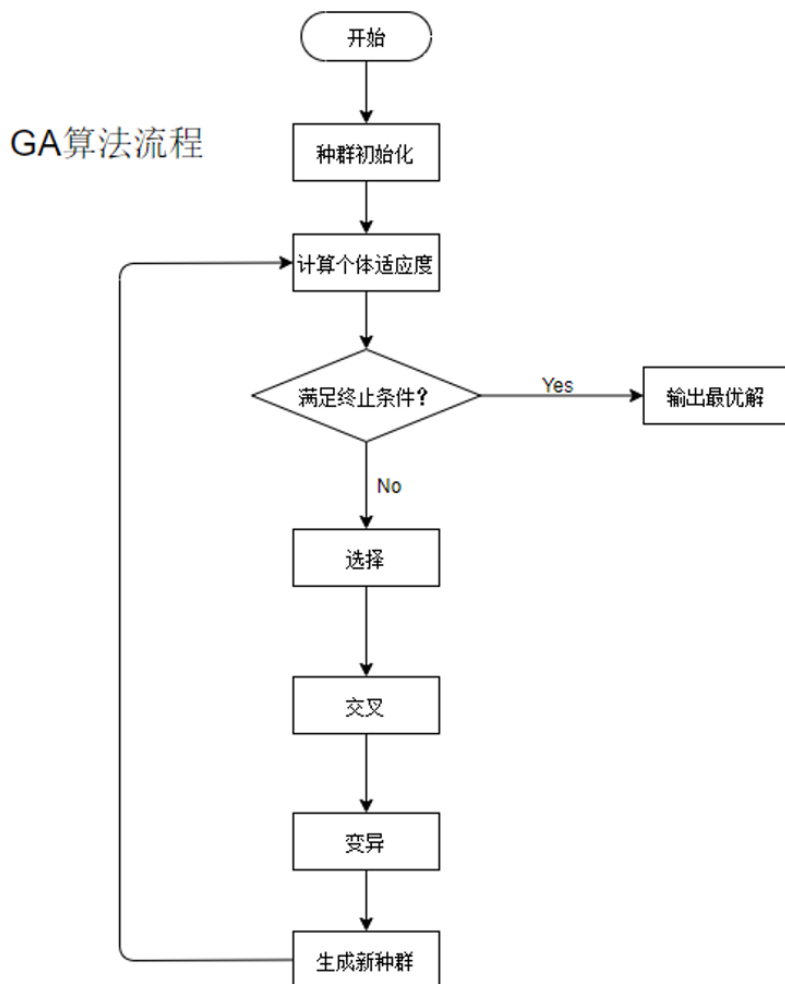 开始
GA算法流程
种群初始化
计算个体适应度
满足终止条件?
Yes
输出最优解
No
选择
交叉
变异
生成新种群